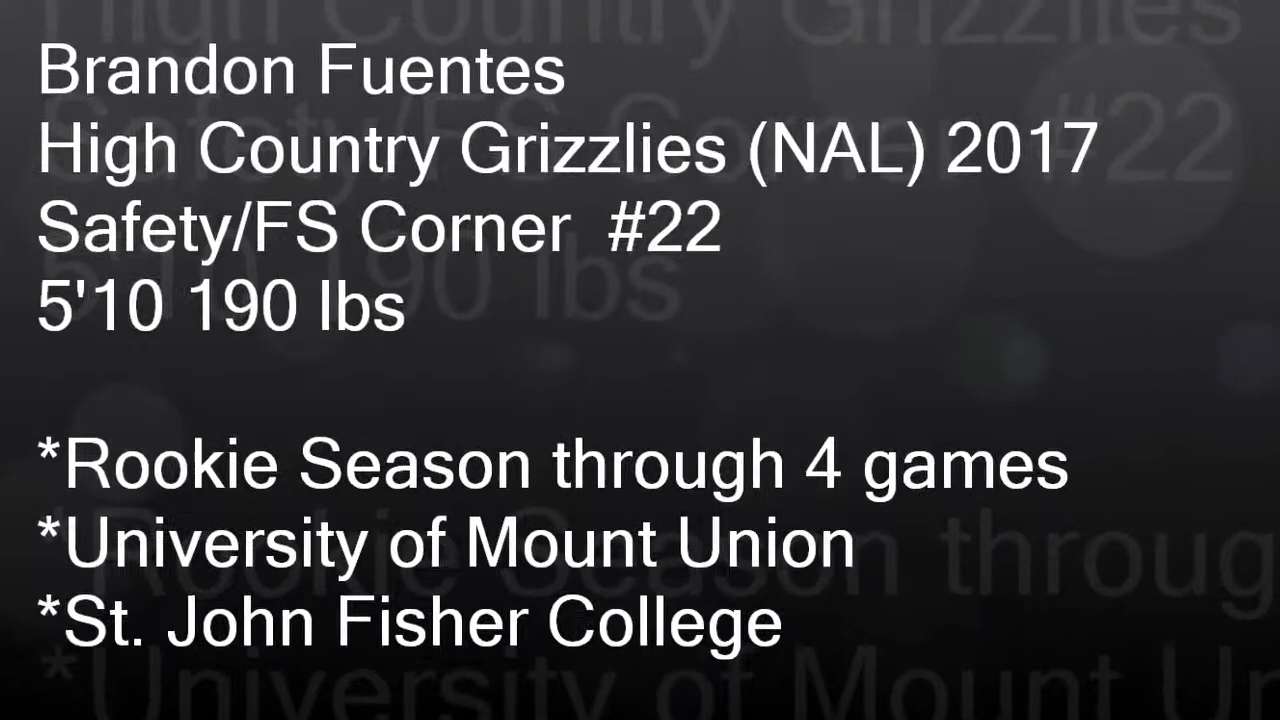 Brandon Fuentes
High Country Grizzlies (NAL) 2017
Safety/FS Corner  #22
5'10 190 lbs
*Rookie Season through 4 games
*University of Mount Union
*St. John Fisher College